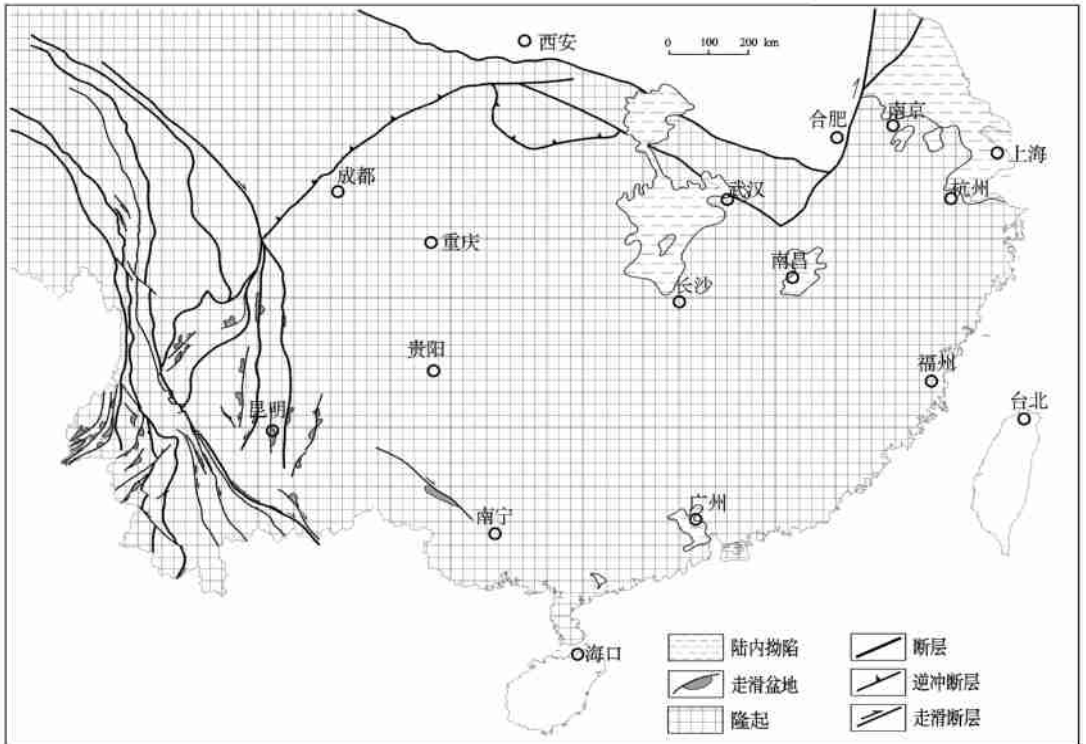 西安
0 100 200 km
合肥
南京
上海
成都
武汉
杭州
重庆
南昌
长沙
贵阳
福州
昆明
台北
广州
南宁
海口
陆内拗陷
断层
走滑盆地
逆冲断层
隆起
走滑断层